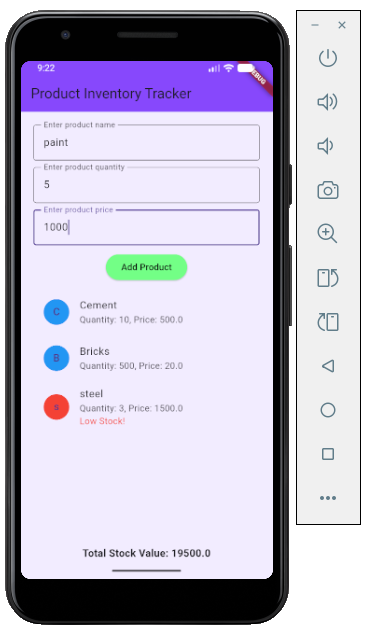 9:22
DEBUG
Product Inventory Tracker
Enter product name
paint
Enter product quantity
5
Enter product price
1000
Add Product
C
Cement
Quantity: 10, Price: 500.0
B
Bricks
Quantity: 500, Price: 20.0
s
steel
Quantity: 3, Price: 1500.0
Low Stock!
Total Stock Value: 19500.0